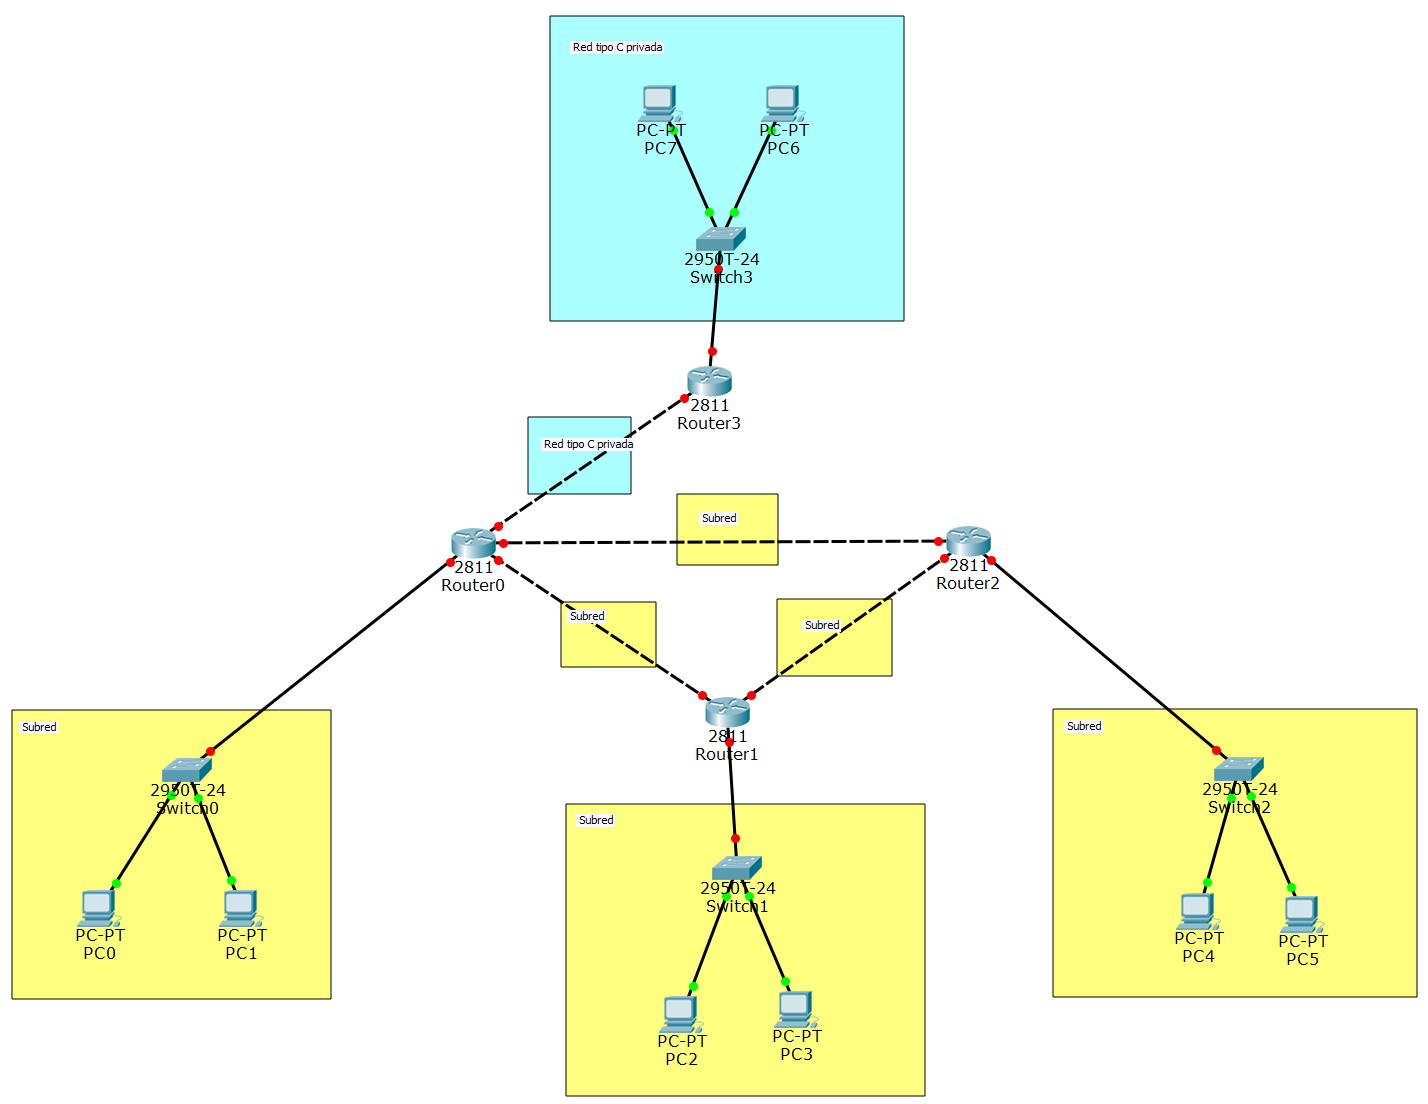 Red tipo C privada
PC-PT
PC7
PC-PT
PC6
2950T-24
Switch3
2811
Router3
Red tipo C privada
Subred
2811
Router0
2811
Router2
Subred
Subred
2811
Router1
Subred
2950T-24
Switch0
PC-PT
PC0
PC-PT
PC1
Subred
2950T-24
Switch1
PC-PT
PC2
PC-PT
PC3
Subred
2950T-24
Switch2
PC-PT
PC4
PC-PT
PC5